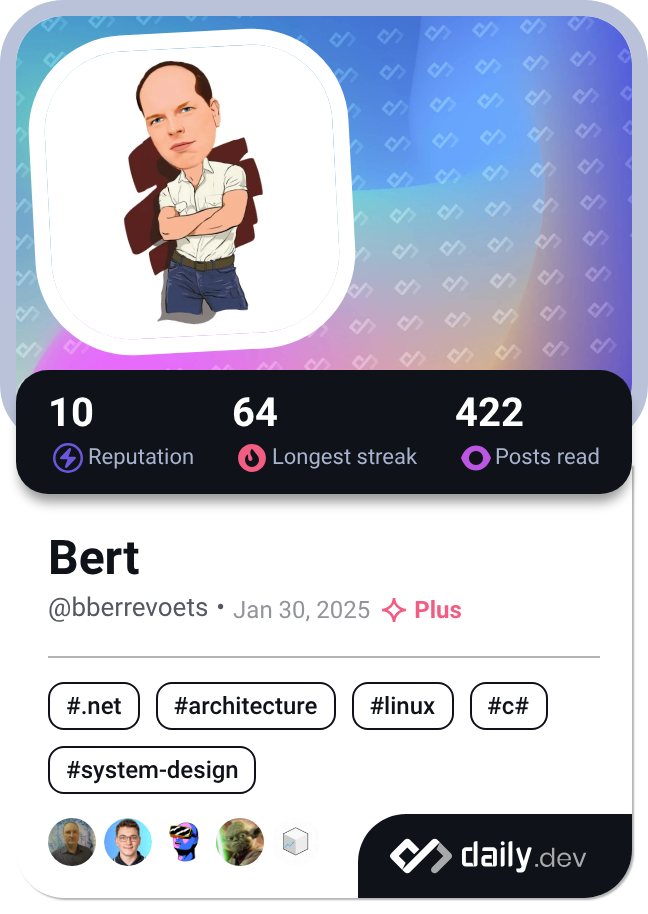 10 64 422
Reputation Longest streak Posts read
Bert
@bberrevoets • Jan 30, 2025 Plus
#.net #architecture #linux #c#
#system-design
daily.dev